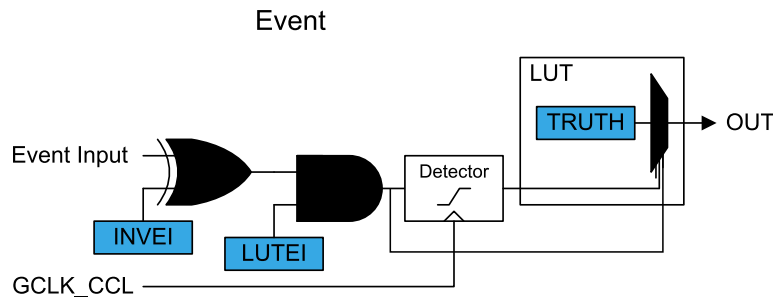 Event
LUT
TRUTH
OUT
Event Input
Detector
INVEI
LUTEI
GCLK_CCL